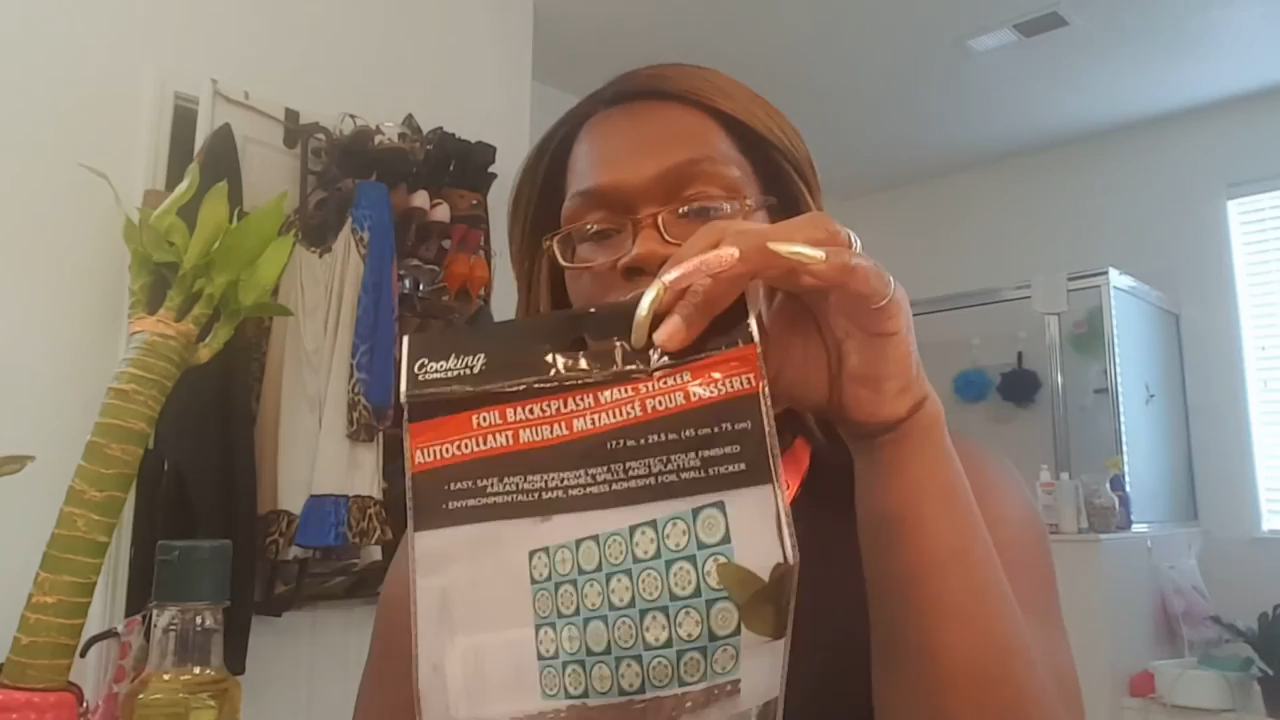 Cooking
CONCEPTS
FOIL BACKSPLASH WALL STICKER
AUTOCOLLANT MURAL MÉTALLISÉ POUR DOSSERET
17.7 in. x 29.5 in. (45 cm x 75 cm)
• EASY, SAFE, AND INEXPENSIVE WAY TO PROTECT YOUR FINISHED
AREAS FROM SPLASHES, SPILLS, AND SPLATTERS
• ENVIRONMENTALLY SAFE, NO-MESS ADHESIVE FOIL WALL STICKER